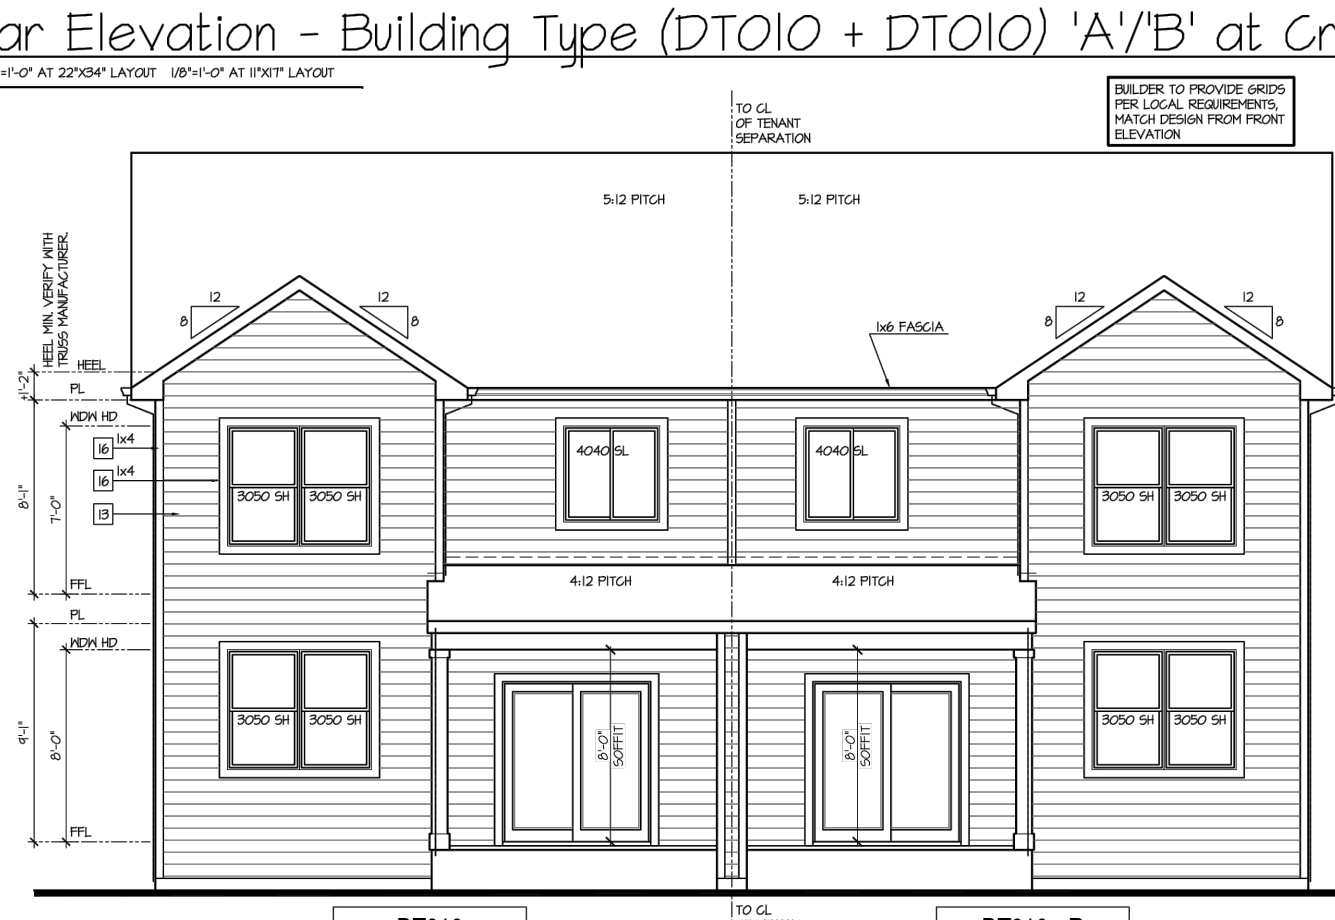 ar Elevation - Building Type (DT010 + DT010) 'A'/'B' at Cr
=1'-0" AT 22"X34" LAYOUT 1/8"=1'-0" AT 11"X17" LAYOUT
BUILDER TO PROVIDE GRIDS
PER LOCAL REQUIREMENTS,
MATCH DESIGN FROM FRONT
ELEVATION
TO CL
OF TENANT
SEPARATION
5:12 PITCH 5:12 PITCH
HEEL MIN. VERIFY WITH
TRUSS MANUFACTURER.
12 12 12 12
8 8 8 8
1x6 FASCIA
HEEL
±1'-2"
PL
WDW HD
16 1x4
16 1x4
13
8'-1"
7'-0"
4040 SL 4040 SL
3050 SH 3050 SH 3050 SH 3050 SH
FFL
4:12 PITCH 4:12 PITCH
PL
WDW HD
3050 SH 3050 SH 3050 SH 3050 SH
9'-1"
8'-0"
8'-0"
SOFFIT
8'-0"
SOFFIT
FFL
TO CL